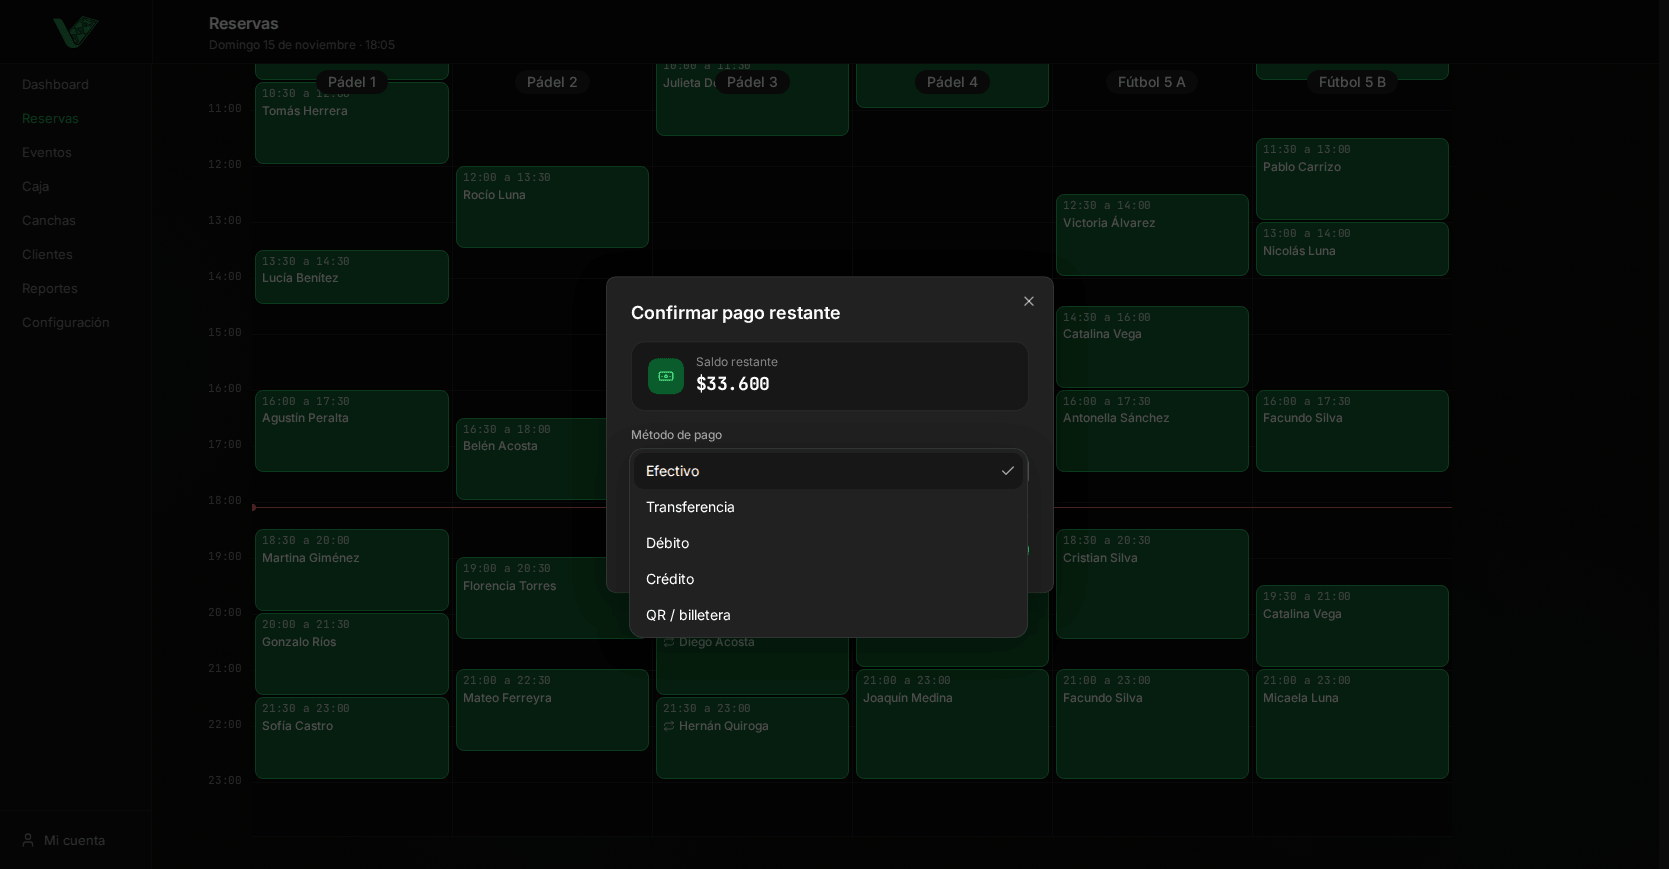 Reservas
Domingo 15 de noviembre · 18:05
Dashboard
Reservas
Eventos
Caja
Canchas
Clientes
Reportes
Configuración
Mi cuenta
Pádel 1
Pádel 2
Pádel 3
Pádel 4
Fútbol 5 A
Fútbol 5 B
11:00
12:00
13:00
14:00
15:00
16:00
17:00
18:00
19:00
20:00
21:00
22:00
23:00
10:30 a 12:00
Tomás Herrera
13:30 a 14:30
Lucía Benítez
16:00 a 17:30
Agustín Peralta
18:30 a 20:00
Martina Giménez
20:00 a 21:30
Gonzalo Ríos
21:30 a 23:00
Sofía Castro
12:00 a 13:30
Rocío Luna
16:30 a 18:00
Belén Acosta
19:00 a 20:30
Florencia Torres
21:00 a 22:30
Mateo Ferreyra
10:00 a 11:30
Julieta
Diego Acosta
21:30 a 23:00
Hernán Quiroga
21:00 a 23:00
Joaquín Medina
12:30 a 14:00
Victoria Álvarez
14:30 a 16:00
Catalina Vega
16:00 a 17:30
Antonella Sánchez
18:30 a 20:30
Cristian Silva
21:00 a 23:00
Facundo Silva
11:30 a 13:00
Pablo Carrizo
13:00 a 14:00
Nicolás Luna
16:00 a 17:30
Facundo Silva
19:30 a 21:00
Catalina Vega
21:00 a 23:00
Micaela Luna
Confirmar pago restante
Saldo restante
$33.600
Método de pago
Efectivo
Transferencia
Débito
Crédito
QR / billetera